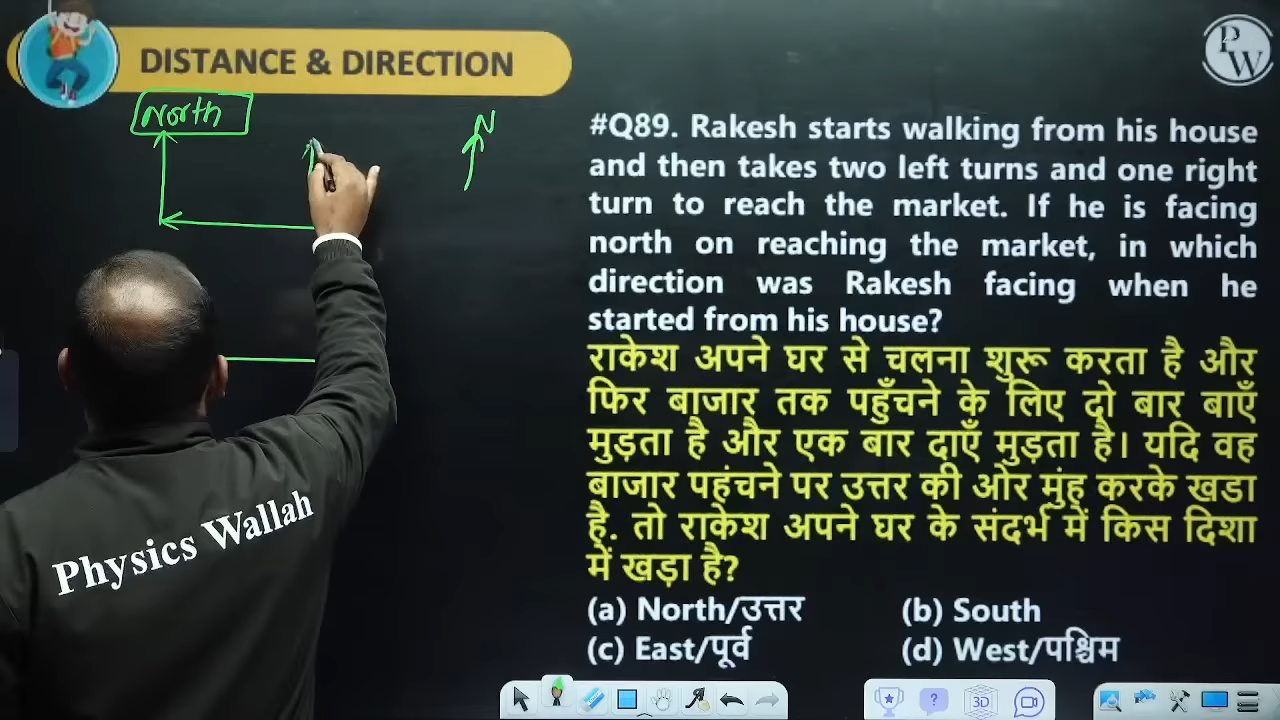 DISTANCE & DIRECTION
PW
North
N
#Q89. Rakesh starts walking from his house
and then takes two left turns and one right
turn to reach the market. If he is facing
north on reaching the market, in which
direction was Rakesh facing when he
started from his house?
राकेश अपने घर से चलना शुरू करता है और
फिर बाजार तक पहुँचने के लिए दो बार बाएँ
मुड़ता है और एक बार दाएँ मुड़ता है। यदि वह
बाजार पहुंचने पर उत्तर की ओर मुंह करके खडा
है. तो राकेश अपने घर के संदर्भ में किस दिशा
में खड़ा है?
(a) North/उत्तर (b) South
(c) East/पूर्व (d) West/पश्चिम
Physics Wallah
?
3D